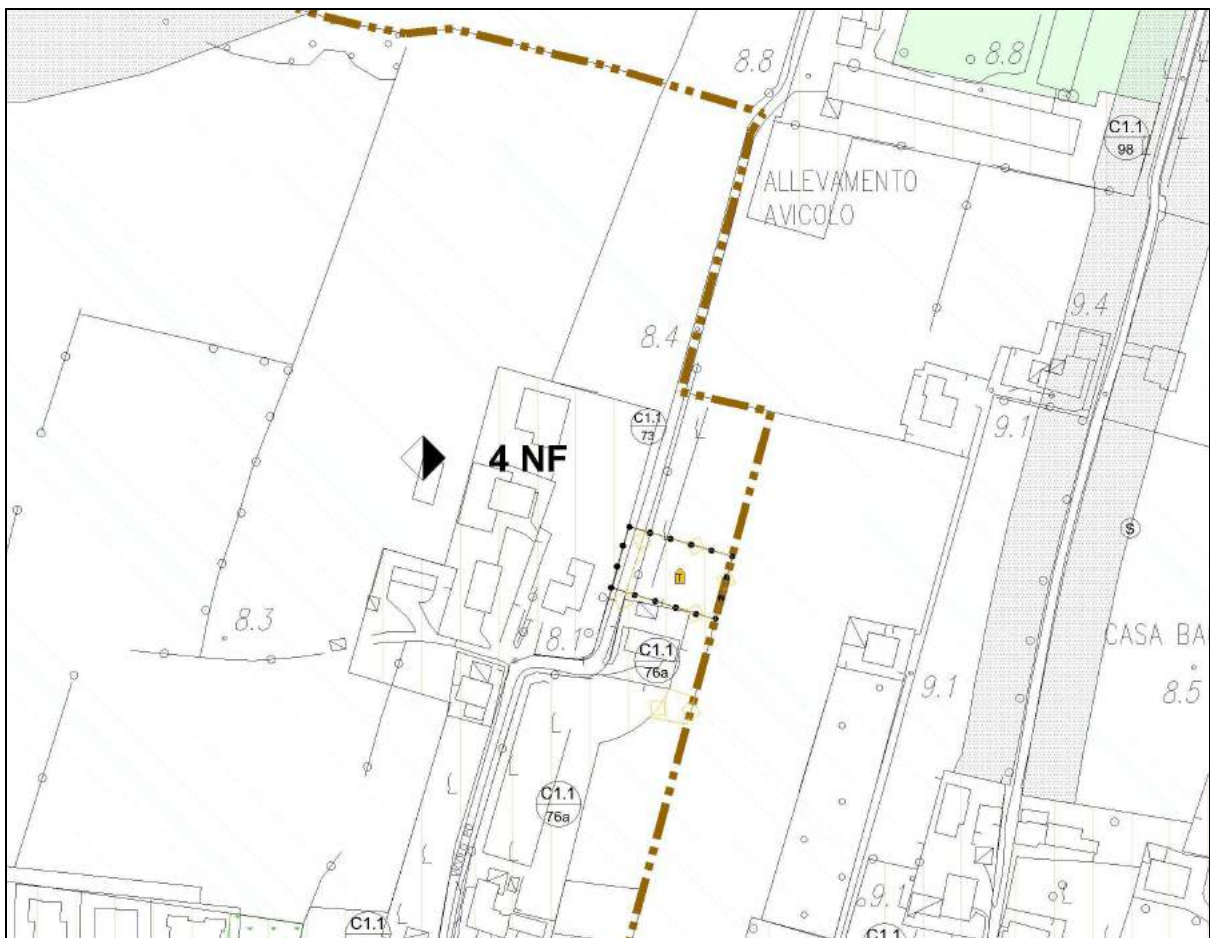 8.8
8.8
C1.1
98
ALLEVAMENTO
AVICOLO
9.4
8.4
C1.1
73
9.1
4 NF
S
T
8.3
8.1
C1.1
76a
CASA BA
9.1
8.5
C1.1
76a
9.1
C1.1
C1.1